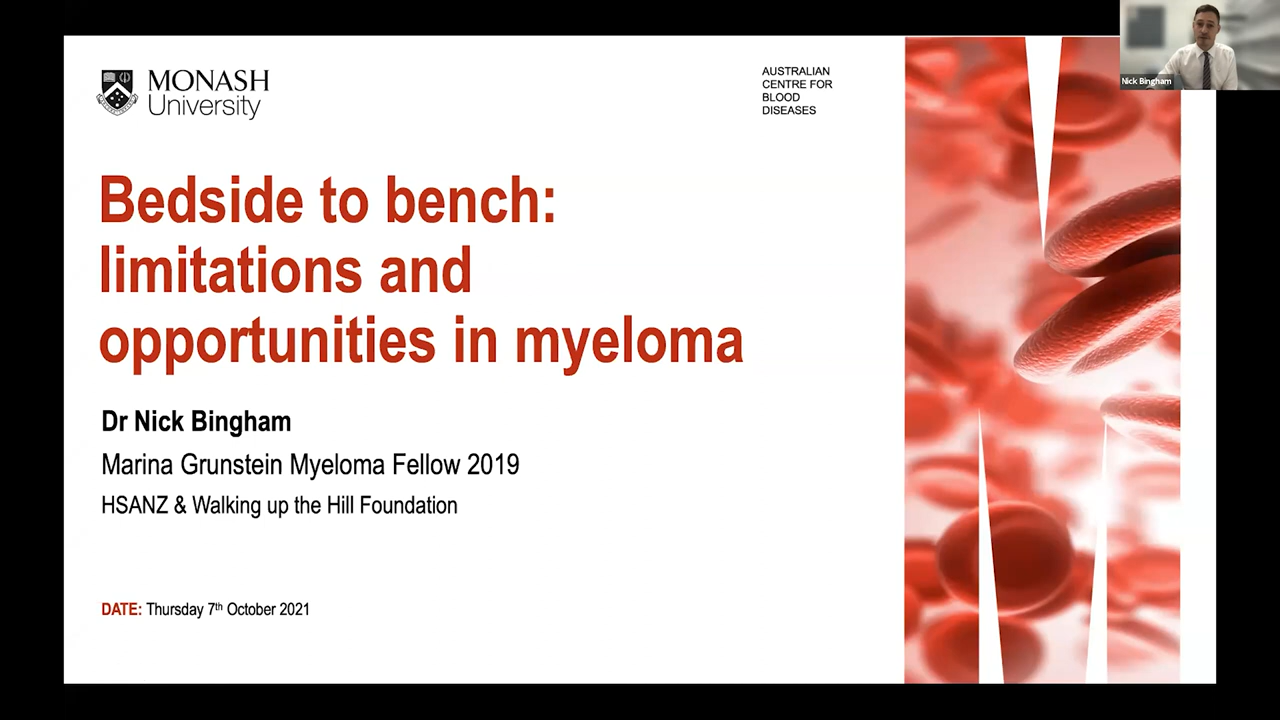 MONASH
University
AUSTRALIAN
CENTRE FOR
BLOOD
DISEASES
Nick Bingham
Bedside to bench:
limitations and
opportunities in myeloma
Dr Nick Bingham
Marina Grunstein Myeloma Fellow 2019
HSANZ & Walking up the Hill Foundation
DATE: Thursday 7th October 2021